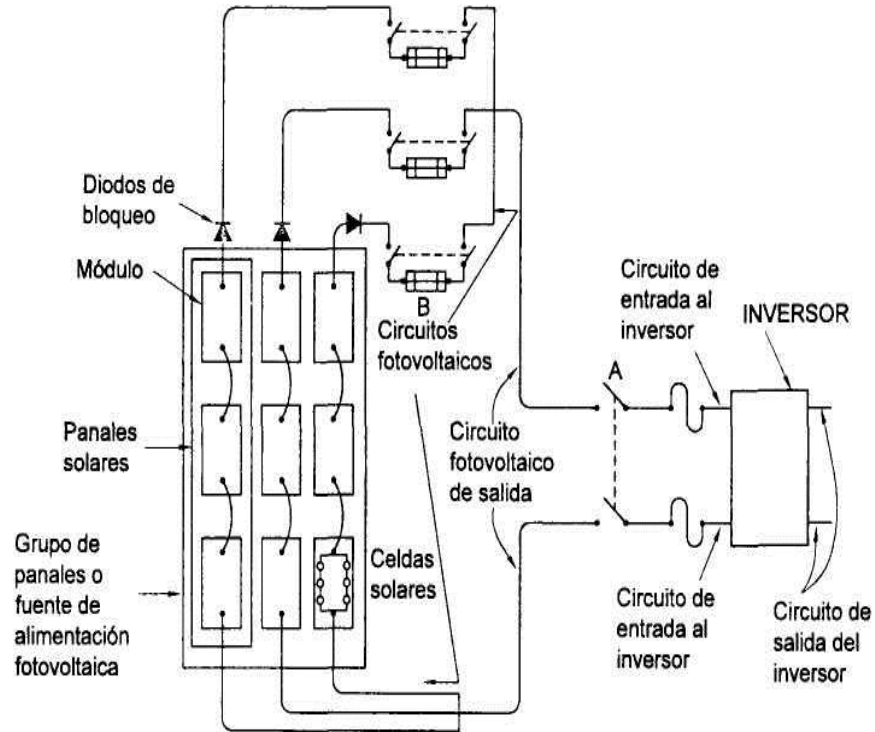 Diodos de
bloqueo
Módulo
Panales
solares
Grupo de
panales o
fuente de
alimentación
fotovoltaica
B
Circuitos
fotovoltaicos
Celdas
solares
Circuito
fotovoltaico
de salida
A
Circuito de
entrada al
inversor
INVERSOR
Circuito de
entrada al
inversor
Circuito de
salida del
inversor